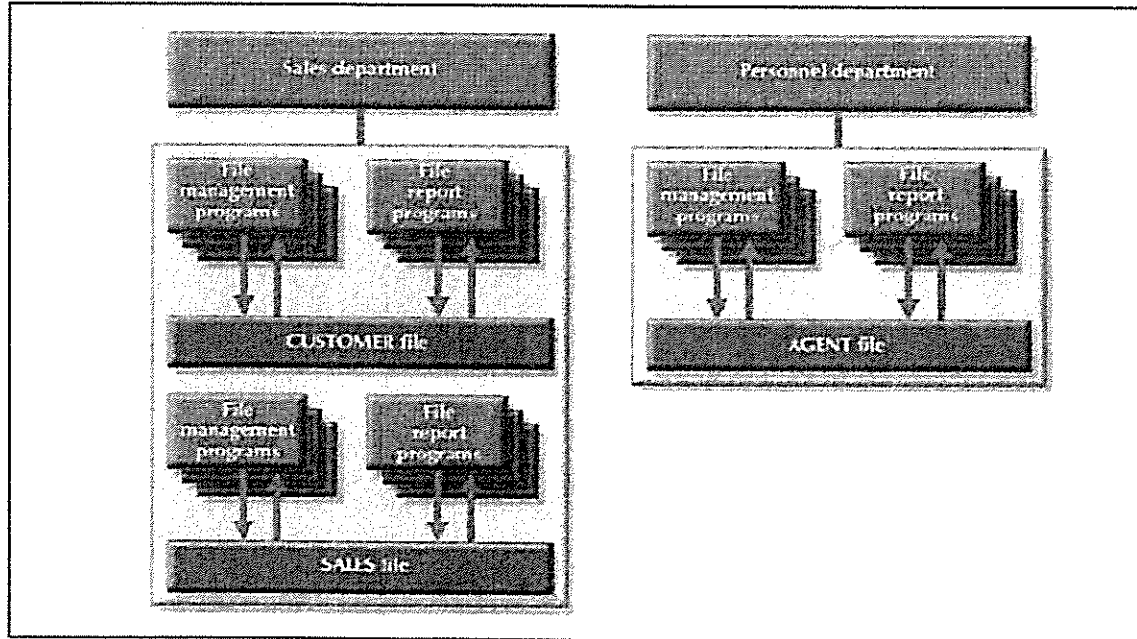 Sales department
File
management
programs
File
report
programs
CUSTOMER file
File
management
programs
File
report
programs
SALES file
Personnel department
File
management
programs
File
report
programs
AGENT file